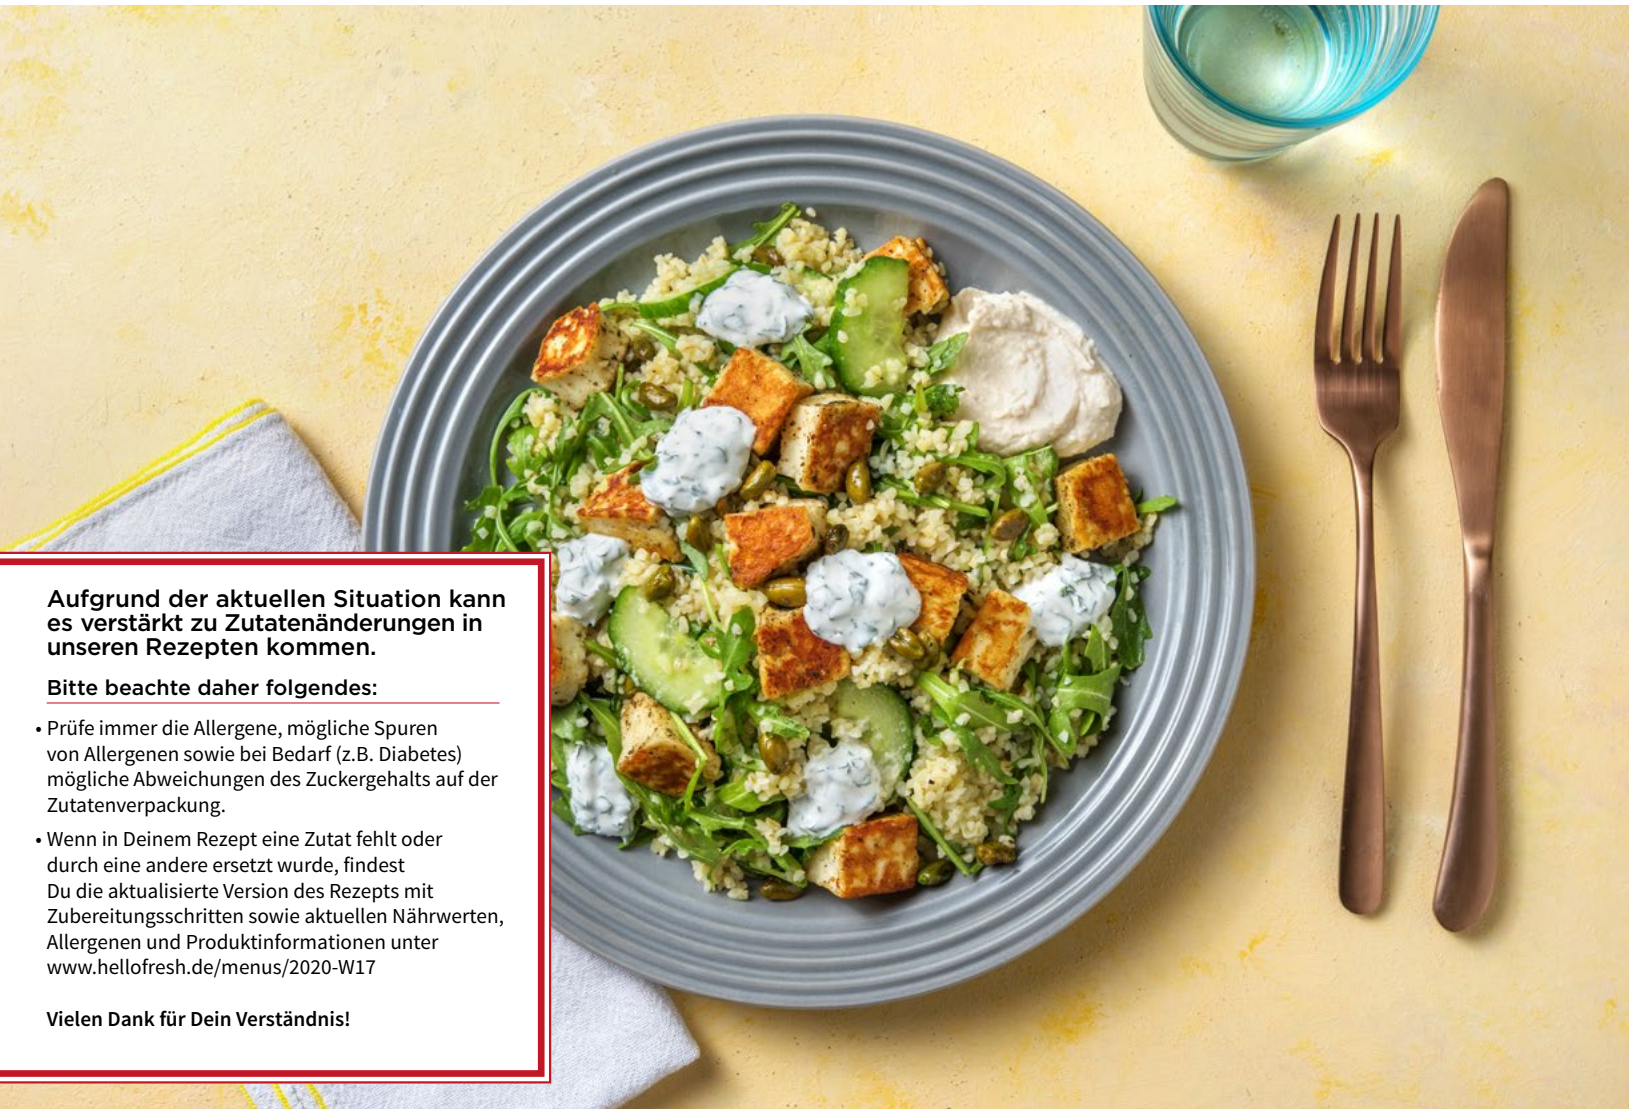 Aufgrund der aktuellen Situation kann
es verstärkt zu Zutatenänderungen in
unseren Rezepten kommen.
Bitte beachte daher folgendes:
• Prüfe immer die Allergene, mögliche Spuren
von Allergenen sowie bei Bedarf (z.B. Diabetes)
mögliche Abweichungen des Zuckergehalts auf der
Zutatenverpackung.
• Wenn in Deinem Rezept eine Zutat fehlt oder
durch eine andere ersetzt wurde, findest
Du die aktualisierte Version des Rezepts mit
Zubereitungsschritten sowie aktuellen Nährwerten,
Allergenen und Produktinformationen unter
www.hellofresh.de/menus/2020-W17
Vielen Dank für Dein Verständnis!